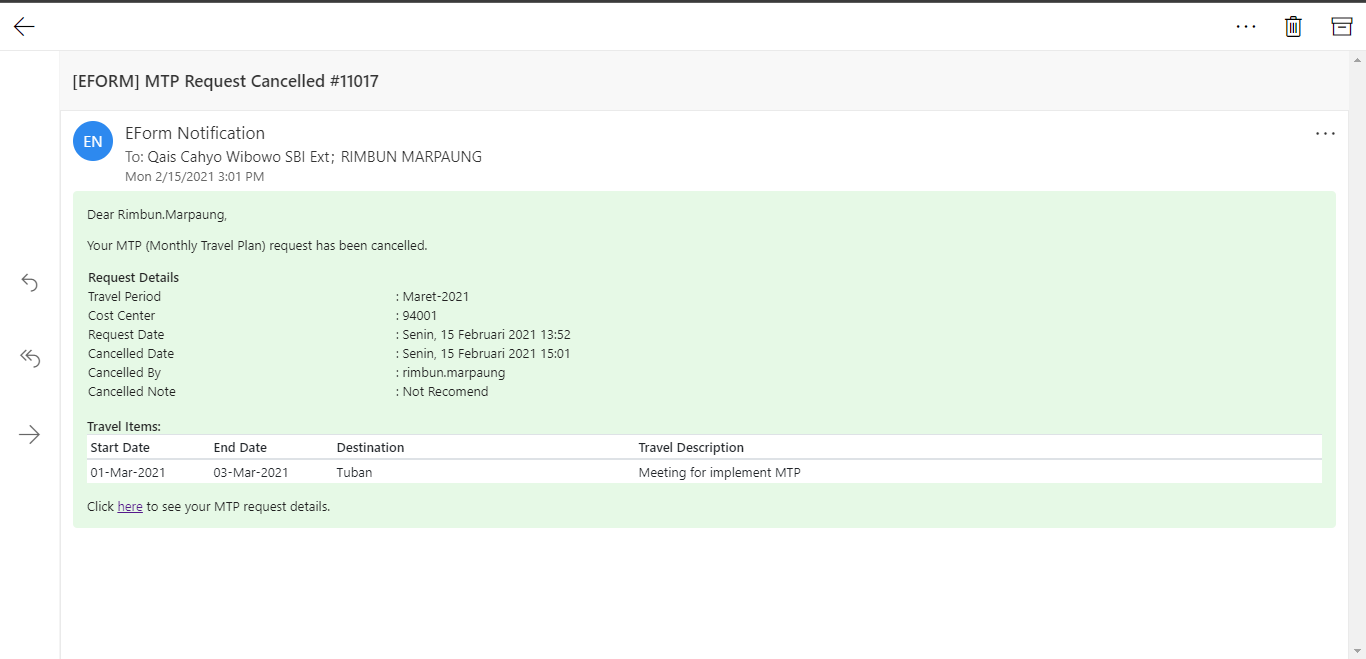 [EFORM] MTP Request Cancelled #11017
EN
EForm Notification
To: Qais Cahyo Wibowo SBI Ext; RIMBUN MARPAUNG
Mon 2/15/2021 3:01 PM
Dear Rimbun.Marpaung,
Your MTP (Monthly Travel Plan) request has been cancelled.
Request Details
Travel Period : Maret-2021
Cost Center : 94001
Request Date : Senin, 15 Februari 2021 13:52
Cancelled Date : Senin, 15 Februari 2021 15:01
Cancelled By : rimbun.marpaung
Cancelled Note : Not Recomend
Travel Items:
Start Date End Date Destination Travel Description
01-Mar-2021 03-Mar-2021 Tuban Meeting for implement MTP
Click here to see your MTP request details.